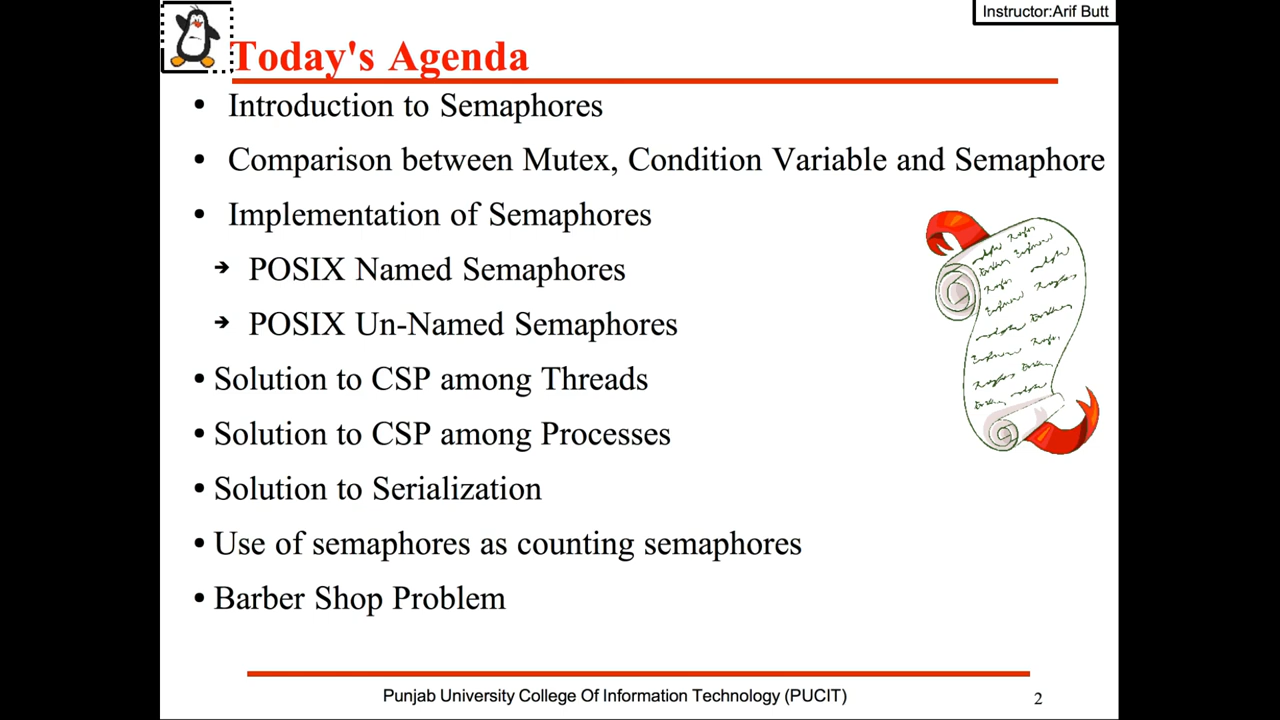 Instructor:Arif Butt
Today's Agenda
• Introduction to Semaphores
• Comparison between Mutex, Condition Variable and Semaphore
• Implementation of Semaphores
➔ POSIX Named Semaphores
➔ POSIX Un-Named Semaphores
• Solution to CSP among Threads
• Solution to CSP among Processes
• Solution to Serialization
• Use of semaphores as counting semaphores
• Barber Shop Problem
Punjab University College Of Information Technology (PUCIT)
2